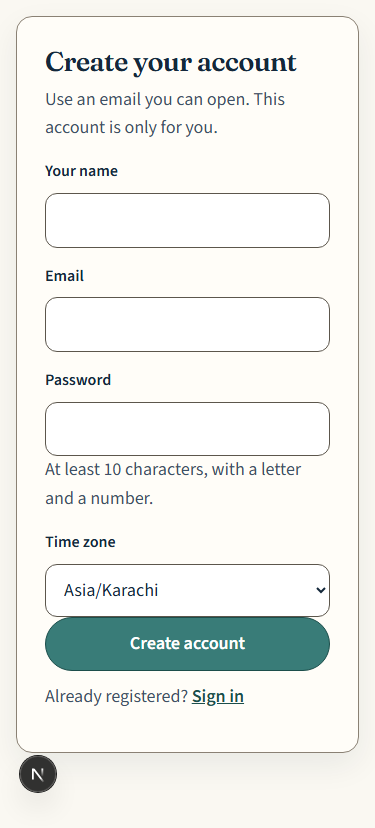 Create your account
Use an email you can open. This
account is only for you.
Your name
Email
Password
At least 10 characters, with a letter
and a number.
Time zone
Asia/Karachi
Create account
Already registered? Sign in
N